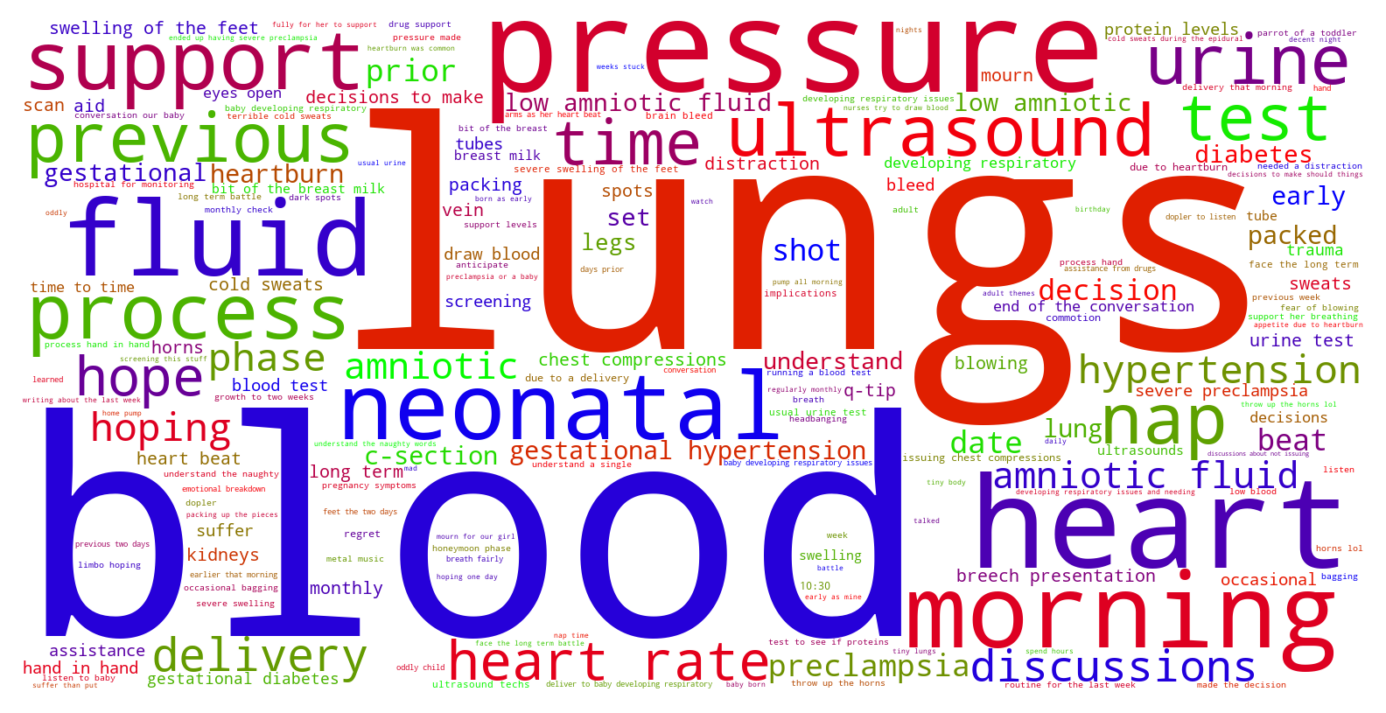 swelling of the feet
fully for her to support
drug support
ended up having severe preclampsia
pressure made
heartburn was common
support
prior
pressure
nights
weeks stuck
mourn
protein levels
parrot of a toddler
cold sweats during the epidural
decent night
urine
delivery that morning
hand
scan
aid
eyes open
decisions to make
conversation our baby
baby developing respiratory
terrible cold sweats
low amniotic fluid
arms as her heart beat
brain bleed
developing respiratory issues
nurses try to draw blood
low amniotic
test
previous
usual urine
bit of the breast
tubes
breast milk
time
ultrasound
diabetes
severe swelling of the feet
distraction
developing respiratory
due to heartburn
needed a distraction
decisions to make should things
gestational
heartburn
hospital for monitoring
bit of the breast milk
long term battle
dark spots
packing
born as early
spots
bleed
early
oddly
monthly check
vein
support levels
set
watch
adult
birthday
dopler to listen
tube
fluid
lungs
draw blood
anticipate
preclampsia or a baby
legs
days prior
shot
pump all morning
implications
packed
trauma
face the long term
process hand
assistance from drugs
time to time
cold sweats
screening
adult themes
decision
end of the conversation
commotion
sweats
previous week
fear of blowing
support her breathing
appetite due to heartburn
process
process hand in hand
horns
screening this stuff
phase
amniotic
chest compressions
conversation
understand
blowing
urine test
learned
hope
blood test
growth to two weeks
due to a delivery
running a blood test
regularly monthly
q-tip
breath
hypertension
severe preclampsia
writing about the last week
home pump
neonatal
usual urine test
headbanging
daily
lung
nap
throw up the horns lol
decisions
hoping
understand the naughty words
c-section
gestational hypertension
date
ultrasounds
beat
heart beat
understand the naughty
long term
mad
understand a single
baby developing respiratory issues
issuing chest compressions
discussions about not issuing
emotional breakdown
pregnancy symptoms
tiny body
amniotic fluid
listen
dopler
packing up the pieces
developing respiratory issues and needing
low blood
blood
suffer
feet the two days
heart
previous two days
kidneys
regret
mourn for our girl
honeymoon phase
week
talked
limbo hoping
metal music
breath fairly
swelling
horns lol
earlier that morning
hoping one day
battle
breech presentation
occasional
bagging
occasional bagging
monthly
10:30
severe swelling
early as mine
morning
assistance
delivery
nap time
face the long term battle
test to see if proteins
spend hours
hand in hand
listen to baby
gestational diabetes
oddly child
heart rate
tiny lungs
preclampsia
discussions
suffer than put
ultrasound techs
deliver to baby developing respiratory
baby born
throw up the horns
routine for the last week
made the decision